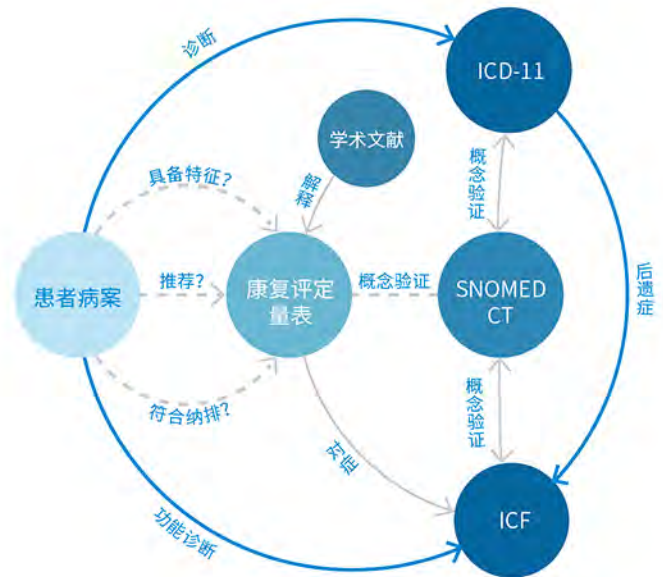 诊断
ICD-11
学术文献
概念验证
具备特征？
解释
患者病案
推荐？
康复评定
量表
概念验证
SNOMED
CT
后遗症
符合纳排？
概念验证
对症
功能诊断
ICF